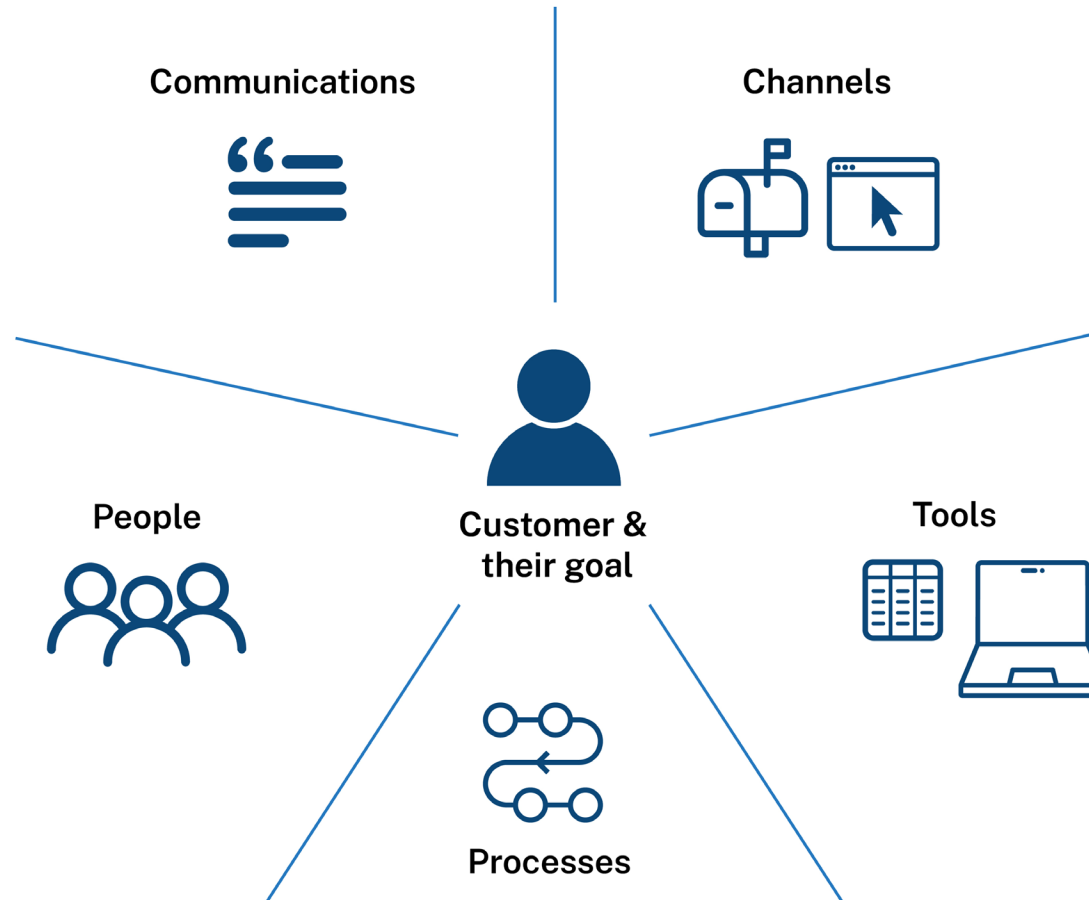 Communications
Channels
People
Customer &
their goal
Tools
Processes